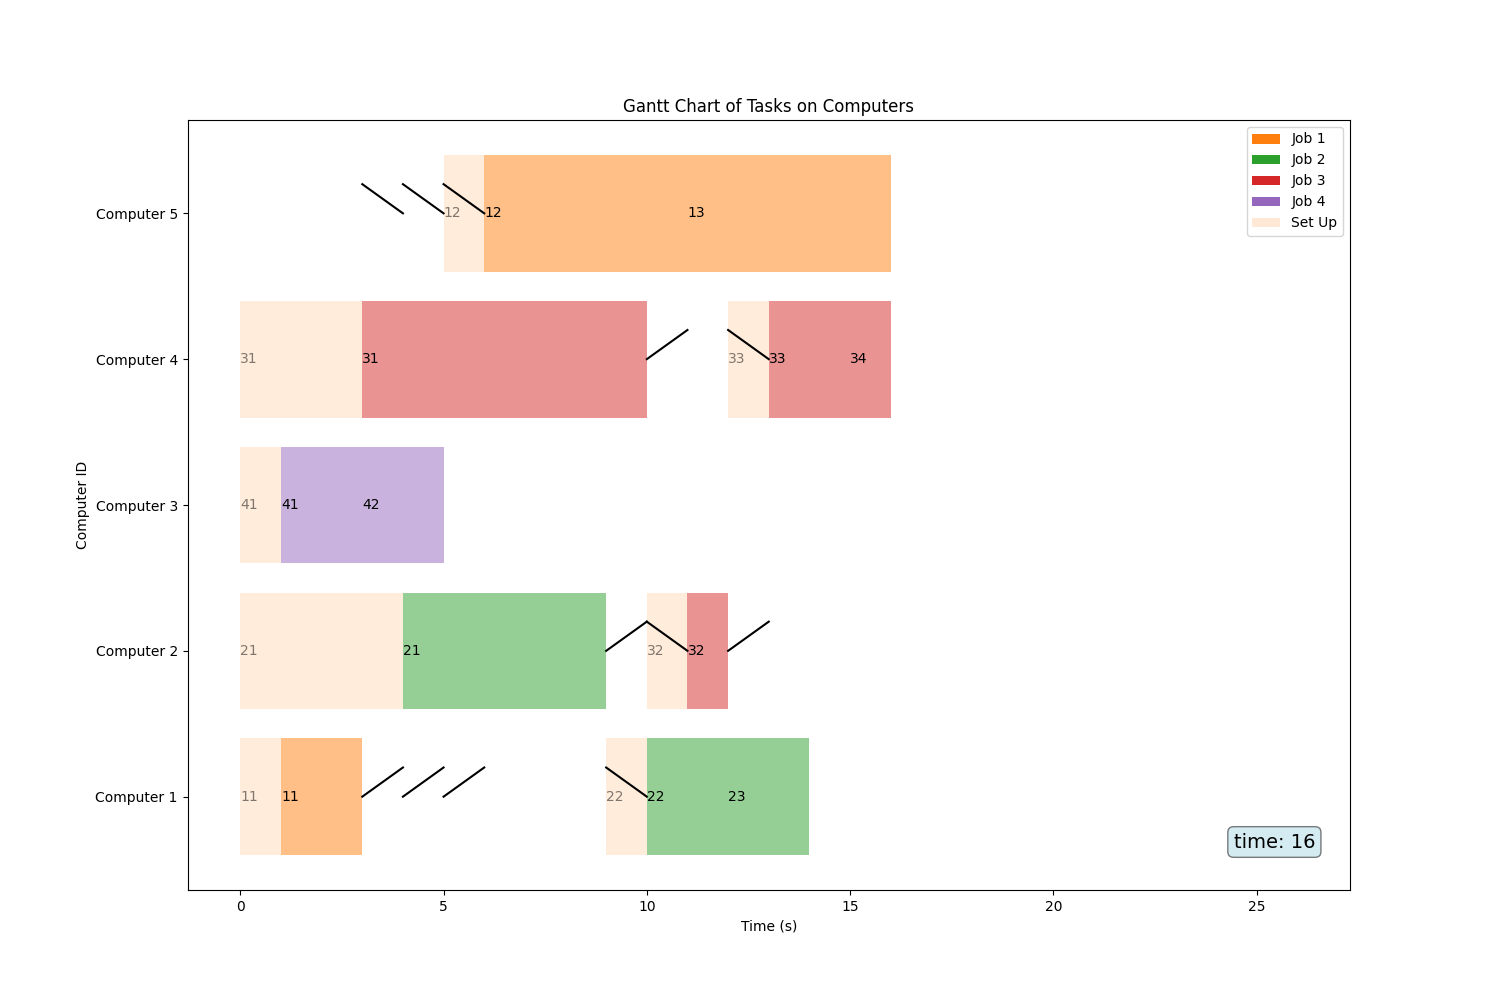 Gantt Chart of Tasks on Computers
Job 1
Job 2
Job 3
Job 4
Set Up
Computer 5
12 12 13
Computer 4
31 31 33 33 34
Computer 3
41 41 42
Computer 2
21 21 32 32
Computer 1
11 11 22 22 23
Computer ID
time: 16
0 5 10 15 20 25
Time (s)